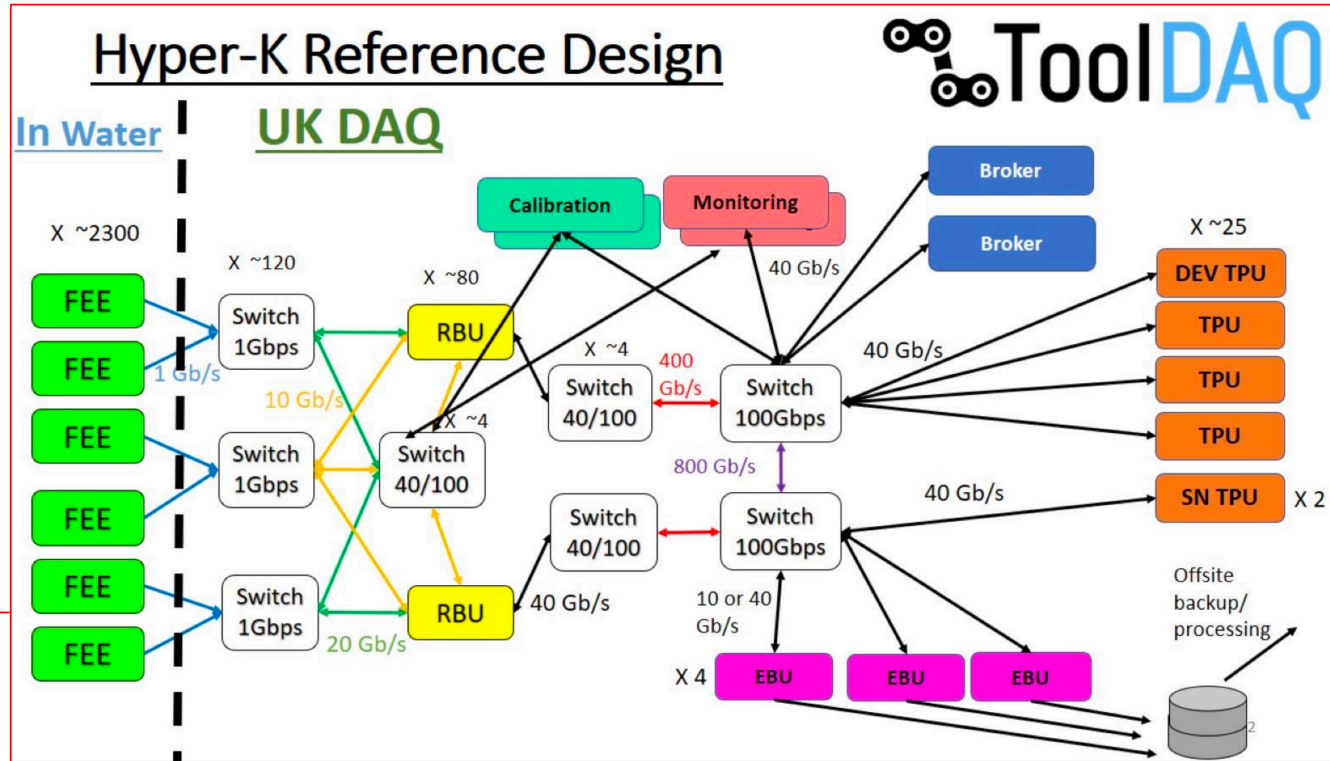 Hyper-K Reference Design
ToolDAQ
In Water
UK DAQ
X ~2300
FEE
FEE
FEE
FEE
FEE
FEE
1 Gb/s
X ~120
Switch
1Gbps
Switch
1Gbps
Switch
1Gbps
10 Gb/s
20 Gb/s
X ~80
RBU
X ~4
Switch
40/100
RBU
Calibration
Monitoring
40 Gb/s
X ~4
Switch
40/100
400
Gb/s
Switch
40/100
40 Gb/s
Switch
100Gbps
800 Gb/s
Switch
100Gbps
10 or 40
Gb/s
Broker
Broker
X ~25
DEV TPU
TPU
TPU
TPU
40 Gb/s
SN TPU
X 2
40 Gb/s
X 4
EBU
EBU
EBU
Offsite
backup/
processing
2